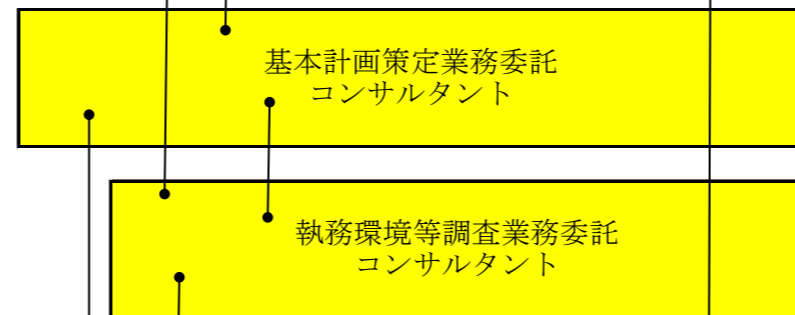 基本計画策定業務委託
コンサルタント
執務環境等調査業務委託
コンサルタント